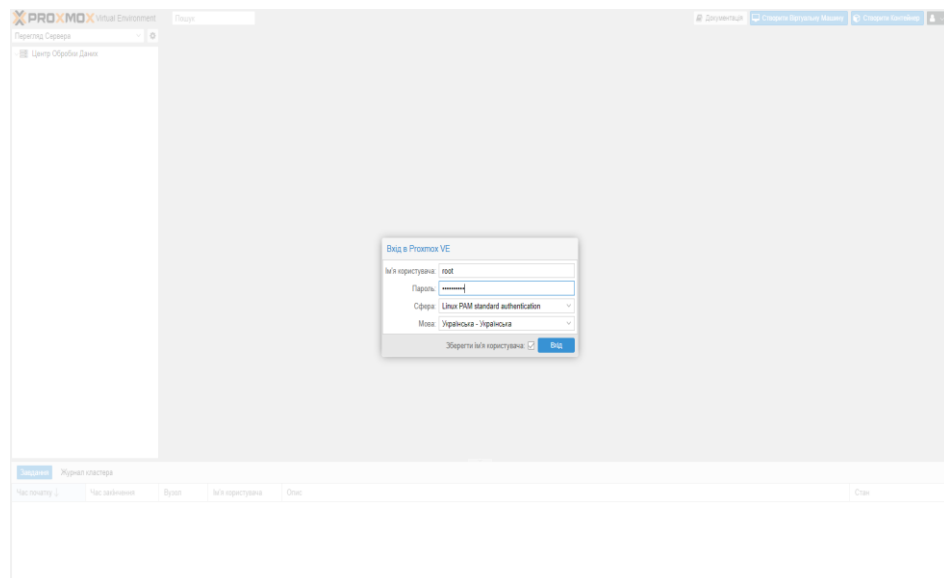 PROXMOX Virtual Environment
Пошук
Документація
Створити Віртуальну Машину
Створити Контейнер
Перегляд Сервера
Центр Обробки Даних
Вхід в Proxmox VE
Ім'я користувача: root
Пароль: ••••••••••
Сфера: Linux PAM standard authentication
Мова: Українська - Українська
Зберегти ім'я користувача:
Вхід
Завдання
Журнал кластера
Час початку ↓
Час закінчення
Вузол
Ім'я користувача
Опис
Стан